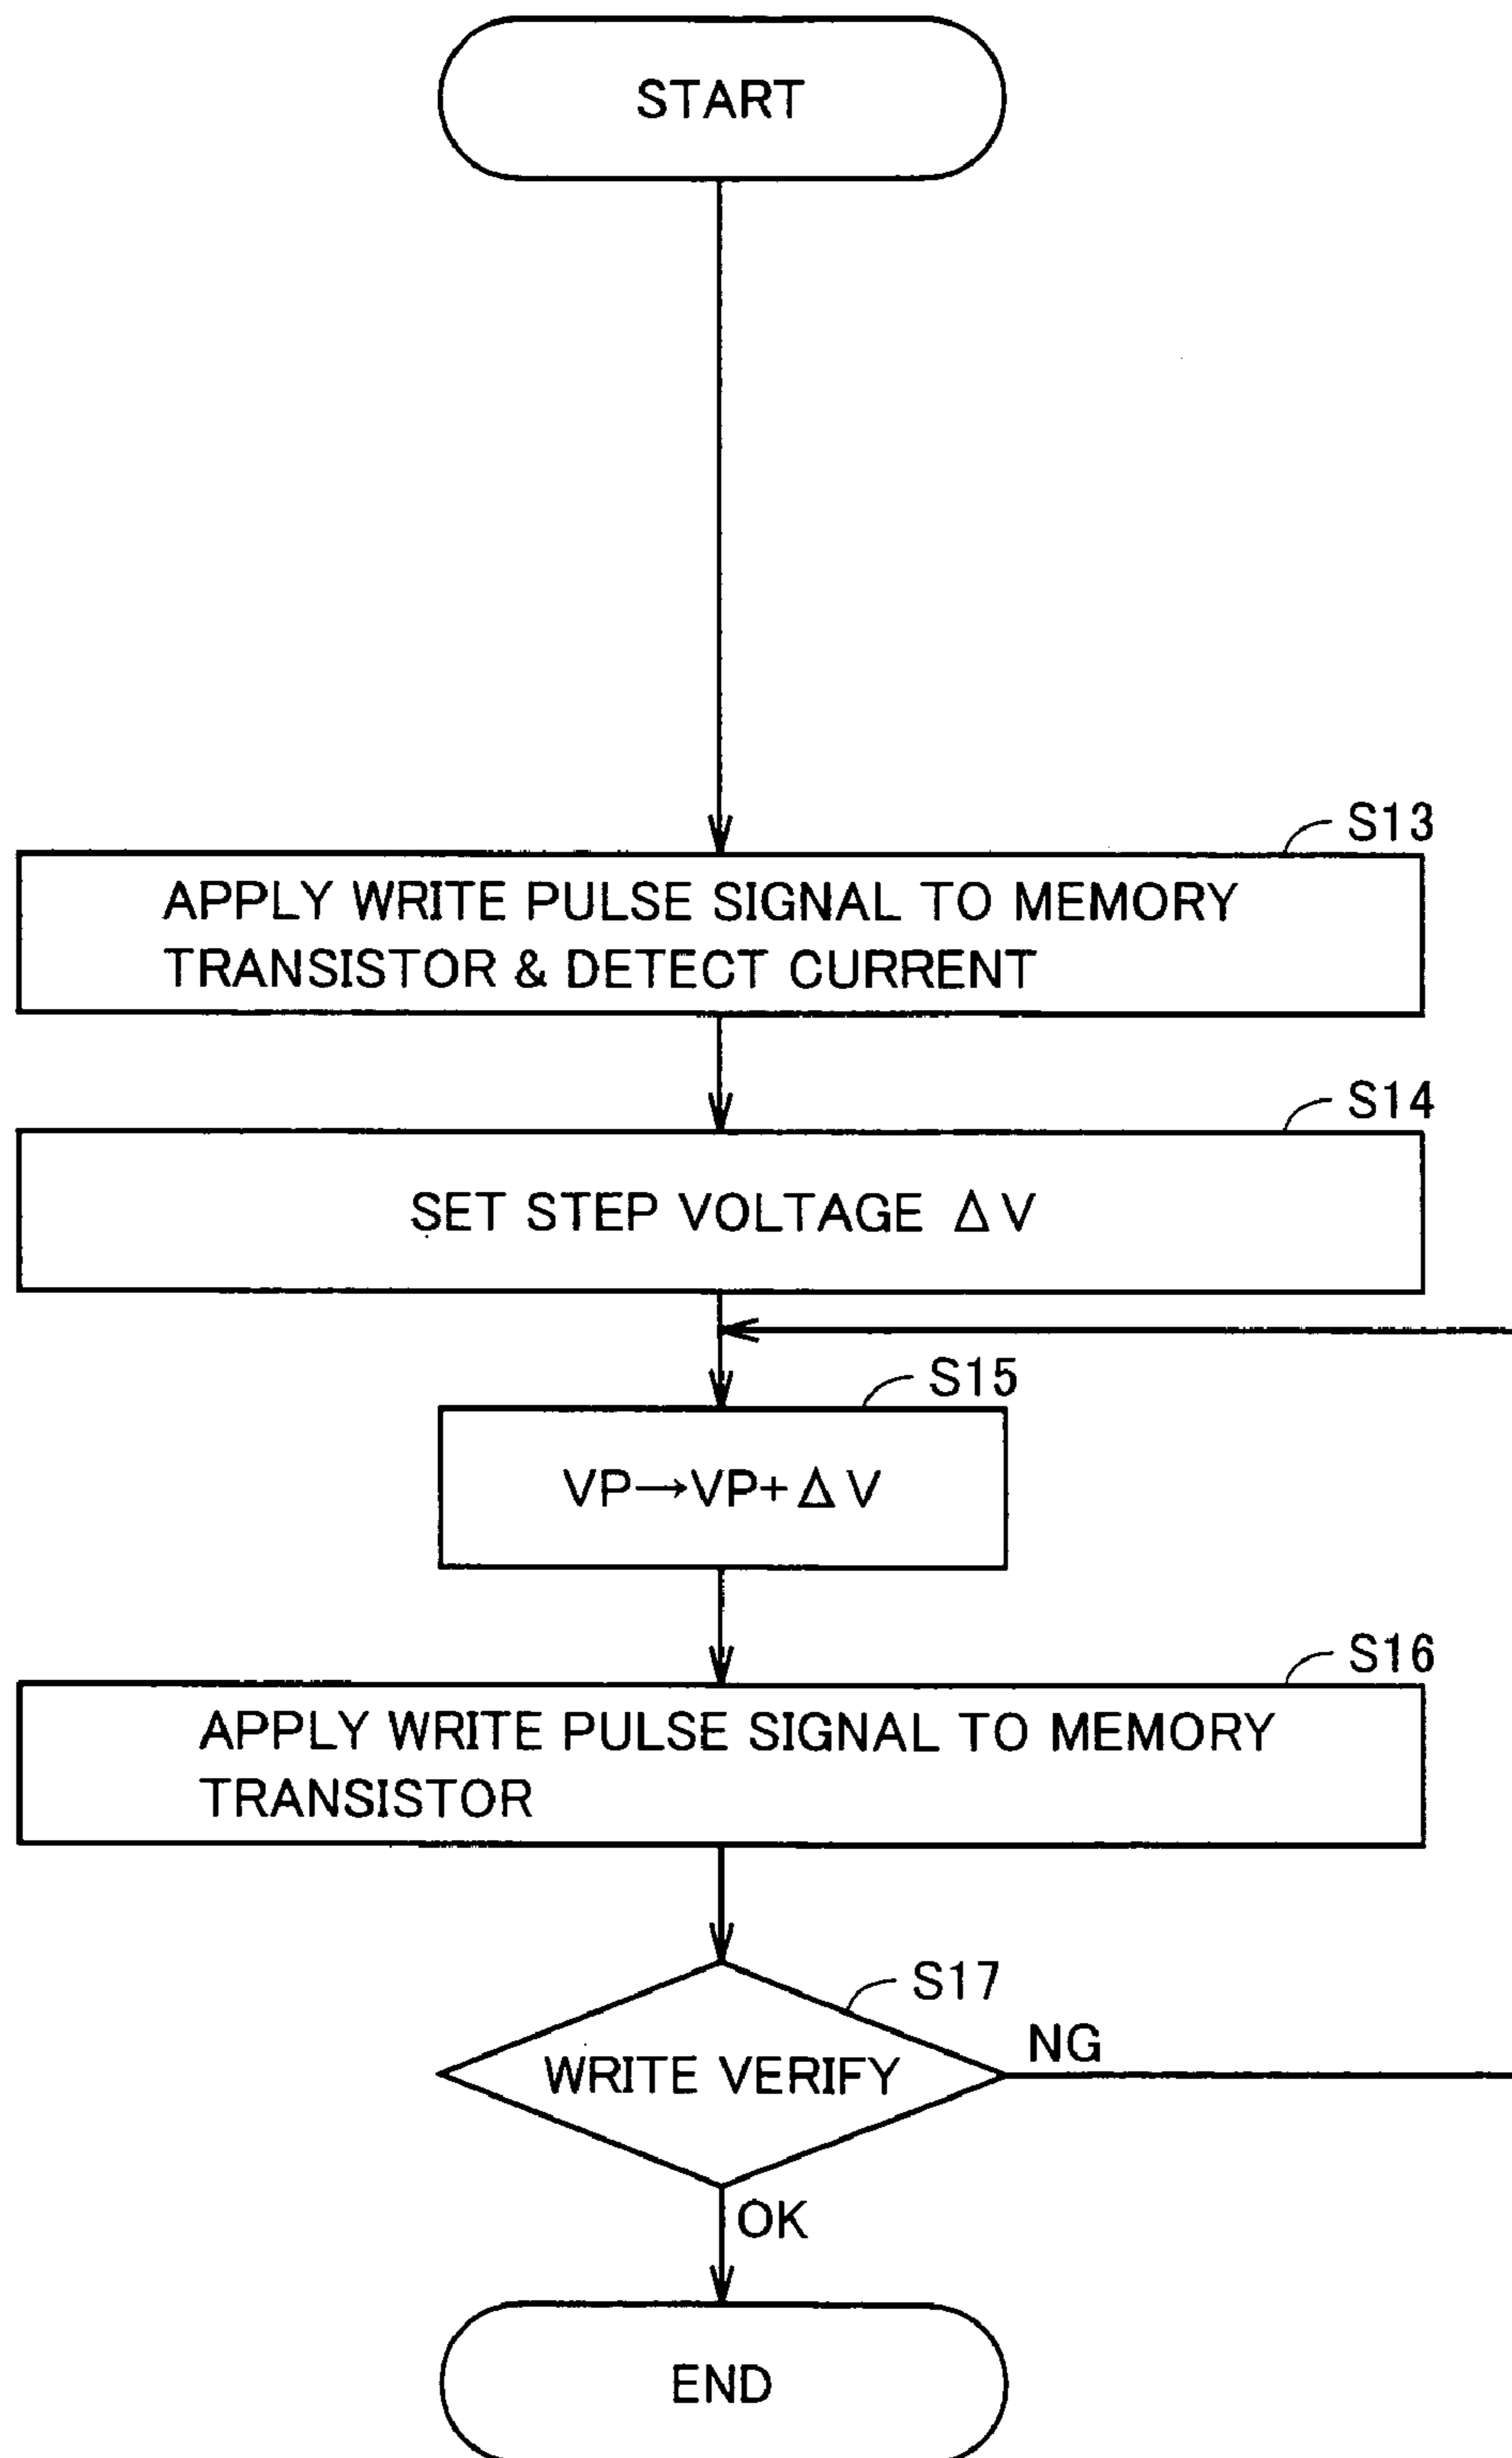 START
S13
APPLY WRITE PULSE SIGNAL TO MEMORY
TRANSISTOR & DETECT CURRENT
S14
SET STEP VOLTAGE ΔV
S15
VP→VP+ΔV
S16
APPLY WRITE PULSE SIGNAL TO MEMORY
TRANSISTOR
S17
WRITE VERIFY
NG
OK
END